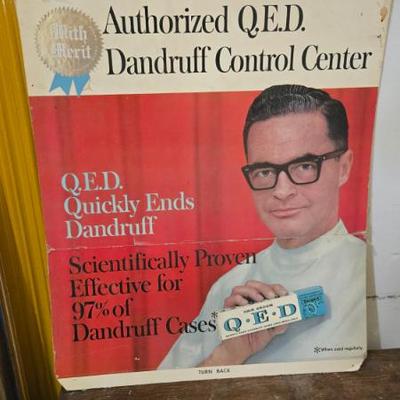 With
Merit
Authorized Q.E.D.
Dandruff Control Center
Q.E.D.
Quickly Ends
Dandruff
Scientifically Proven
Effective for
97% of
Dandruff Cases*
Q·E·D
*When used regularly
TURN BACK